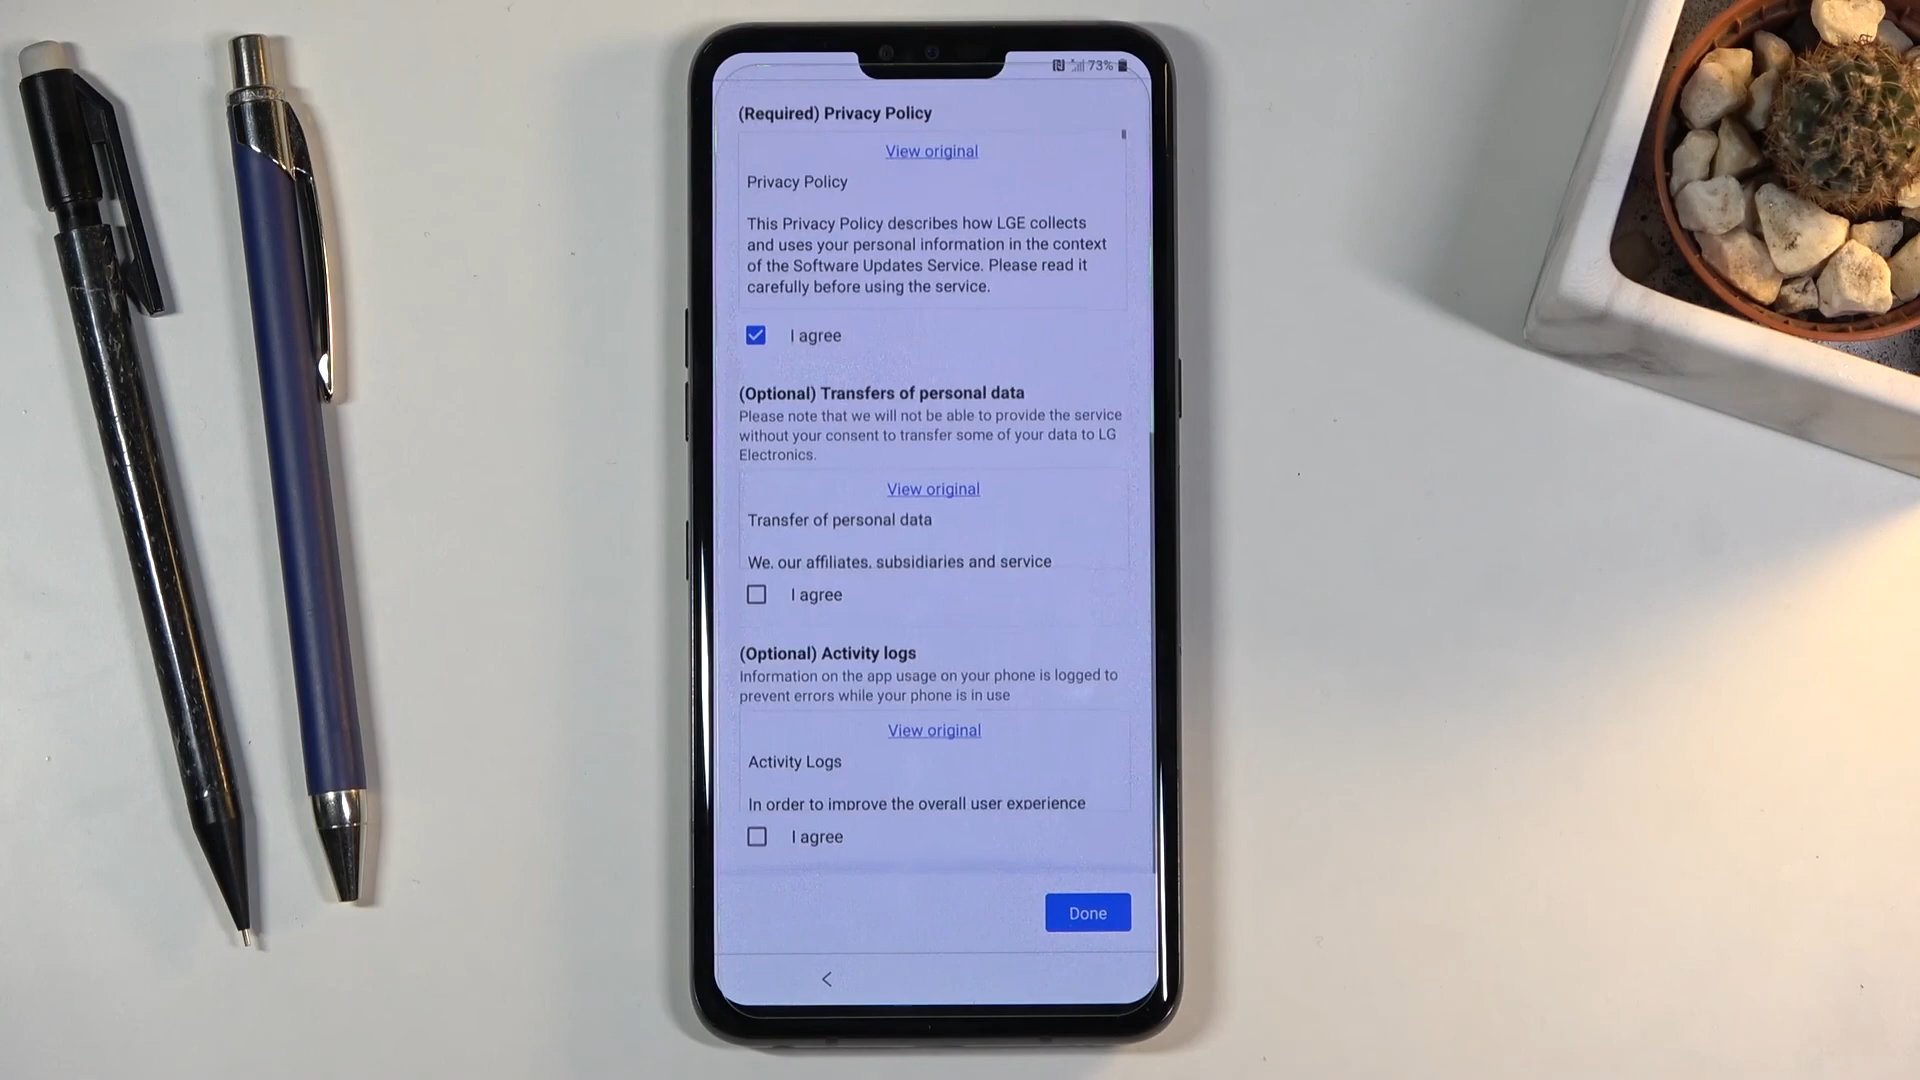 73%
(Required) Privacy Policy
View original
Privacy Policy
This Privacy Policy describes how LGE collects
and uses your personal information in the context
of the Software Updates Service. Please read it
carefully before using the service.
I agree
(Optional) Transfers of personal data
Please note that we will not be able to provide the service
without your consent to transfer some of your data to LG
Electronics.
View original
Transfer of personal data
We, our affiliates, subsidiaries and service
I agree
(Optional) Activity logs
Information on the app usage on your phone is logged to
prevent errors while your phone is in use
View original
Activity Logs
In order to improve the overall user experience
I agree
Done